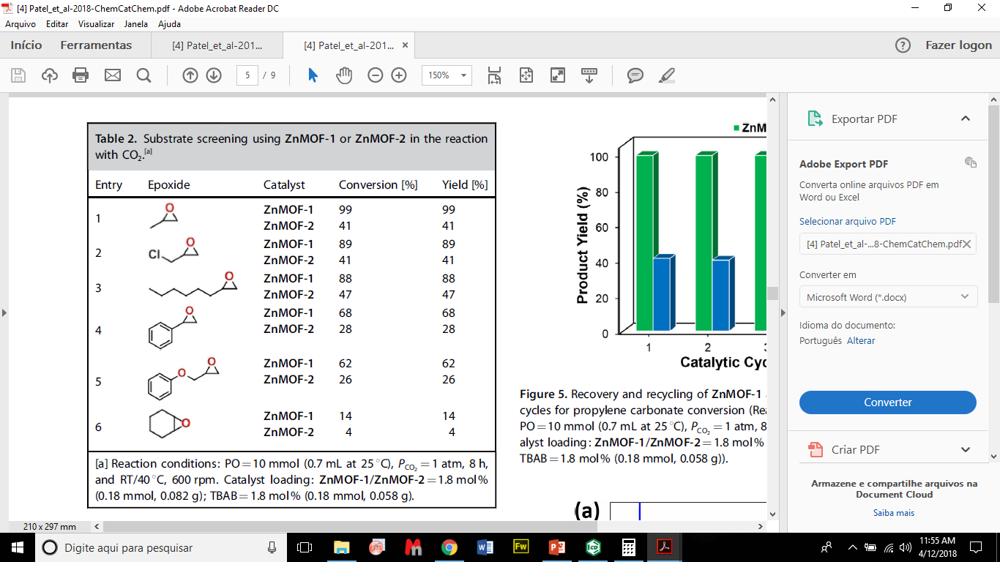 [4] Patel_et_al-2018-ChemCatChem.pdf - Adobe Acrobat Reader DC
Arquivo Editar Visualizar Janela Ajuda
Início Ferramentas [4] Patel_et_al-201... [4] Patel_et_al-201... × Fazer logon
5 / 9 150%
Table 2. Substrate screening using ZnMOF-1 or ZnMOF-2 in the reaction
with CO₂.[a]
Entry Epoxide Catalyst Conversion [%] Yield [%]
1 O ZnMOF-1 99 99
ZnMOF-2 41 41
2 Cl O ZnMOF-1 89 89
ZnMOF-2 41 41
3 O ZnMOF-1 88 88
ZnMOF-2 47 47
4 O ZnMOF-1 68 68
ZnMOF-2 28 28
5 O O ZnMOF-1 62 62
ZnMOF-2 26 26
6 O ZnMOF-1 14 14
ZnMOF-2 4 4
[a] Reaction conditions: PO=10 mmol (0.7 mL at 25 °C), P_CO₂ = 1 atm, 8 h,
and RT/40 °C, 600 rpm. Catalyst loading: ZnMOF-1/ZnMOF-2=1.8 mol%
(0.18 mmol, 0.082 g); TBAB=1.8 mol% (0.18 mmol, 0.058 g).
210 x 297 mm
ZnM
Product Yield (%)
100
80
60
40
20
0
1 2
Catalytic Cyc
Figure 5. Recovery and recycling of ZnMOF-1
cycles for propylene carbonate conversion (Rea
PO=10 mmol (0.7 mL at 25 °C), P_CO₂ = 1 atm, 8
alyst loading: ZnMOF-1/ZnMOF-2=1.8 mol%
TBAB=1.8 mol% (0.18 mmol, 0.058 g)).
(a)
Exportar PDF
Adobe Export PDF
Converta online arquivos PDF em
Word ou Excel
Selecionar arquivo PDF
[4] Patel_et_al-...8-ChemCatChem.pdf ×
Converter em
Microsoft Word (*.docx)
Idioma do documento:
Português Alterar
Converter
Criar PDF
Armazene e compartilhe arquivos na
Document Cloud
Saiba mais
Digite aqui para pesquisar
11:55 AM
4/12/2018